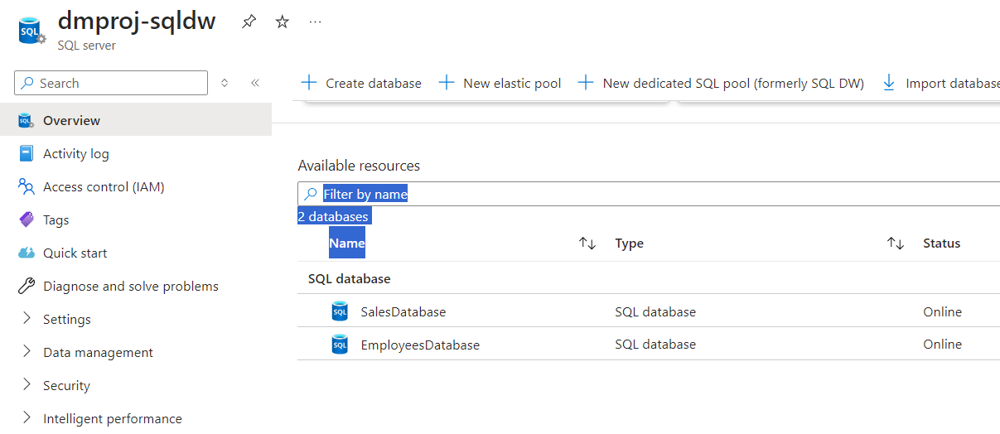 dmproj-sqldw
SQL server
Search
Create database
New elastic pool
New dedicated SQL pool (formerly SQL DW)
Import database
Overview
Activity log
Access control (IAM)
Tags
Quick start
Diagnose and solve problems
Settings
Data management
Security
Intelligent performance
Available resources
Filter by name
2 databases
Name Type Status
SQL database
SQL SalesDatabase SQL database Online
SQL EmployeesDatabase SQL database Online